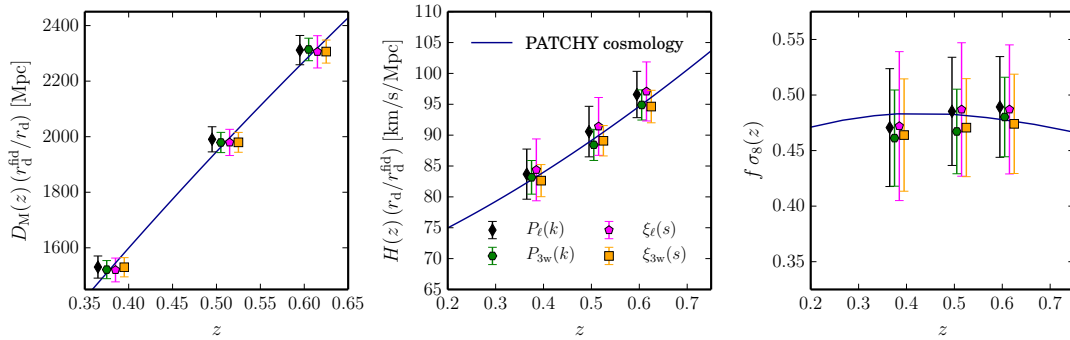 2400
2200
2000
1800
1600
0.40 0.45 0.50 0.55 0.60 0.65
z
D_M(z) (r_d^fid/r_d) [Mpc]
110
105
100
95
90
85
80
75
70
65
0.2 0.3 0.4 0.5 0.6 0.7
z
H(z) (r_d/r_d^fid) [km/s/Mpc]
PATCHY cosmology
P_ℓ(k) ξ_ℓ(s)
P_3w(k) ξ_3w(s)
0.55
0.50
0.45
0.40
0.35
0.2 0.3 0.4 0.5 0.6 0.7
z
f σ_8(z)